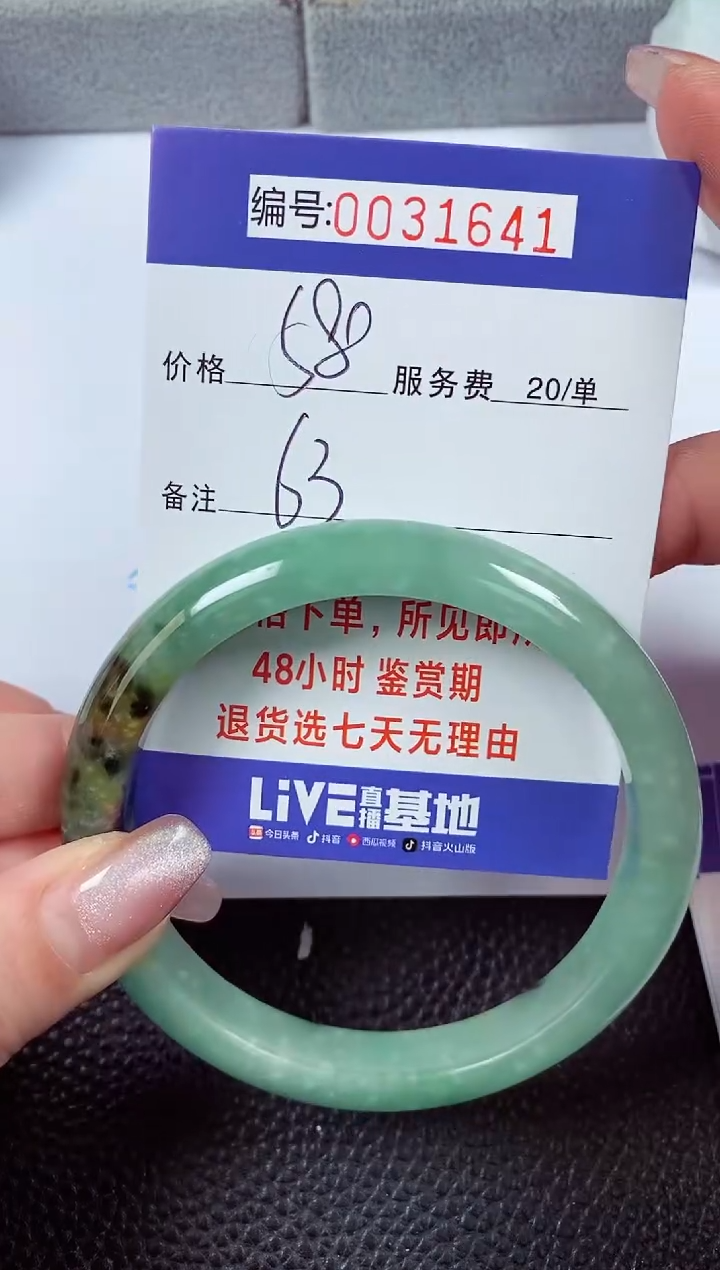 编号:0031641
价格 688 服务费 20/单
备注 63
下单，所见即
48小时 鉴赏期
退货选七天无理由
LiVE直播基地
今日头条 抖音 西瓜视频 抖音火山版